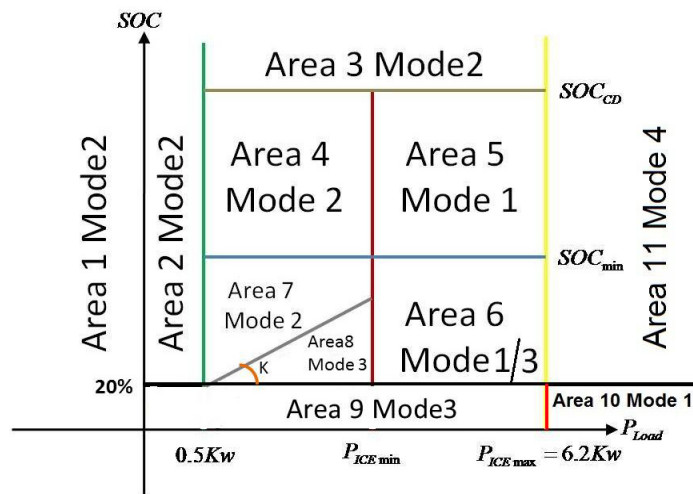 SOC
Area 3 Mode2
SOC_CD
Area 1 Mode2
Area 2 Mode2
Area 4
Mode 2
Area 5
Mode 1
Area 11 Mode 4
SOC_min
Area 7
Mode 2
Area8
Mode 3
K
Area 6
Mode1/3
20%
Area 9 Mode3
Area 10 Mode 1
P_Load
0.5Kw
P_ICE min
P_ICE max = 6.2Kw